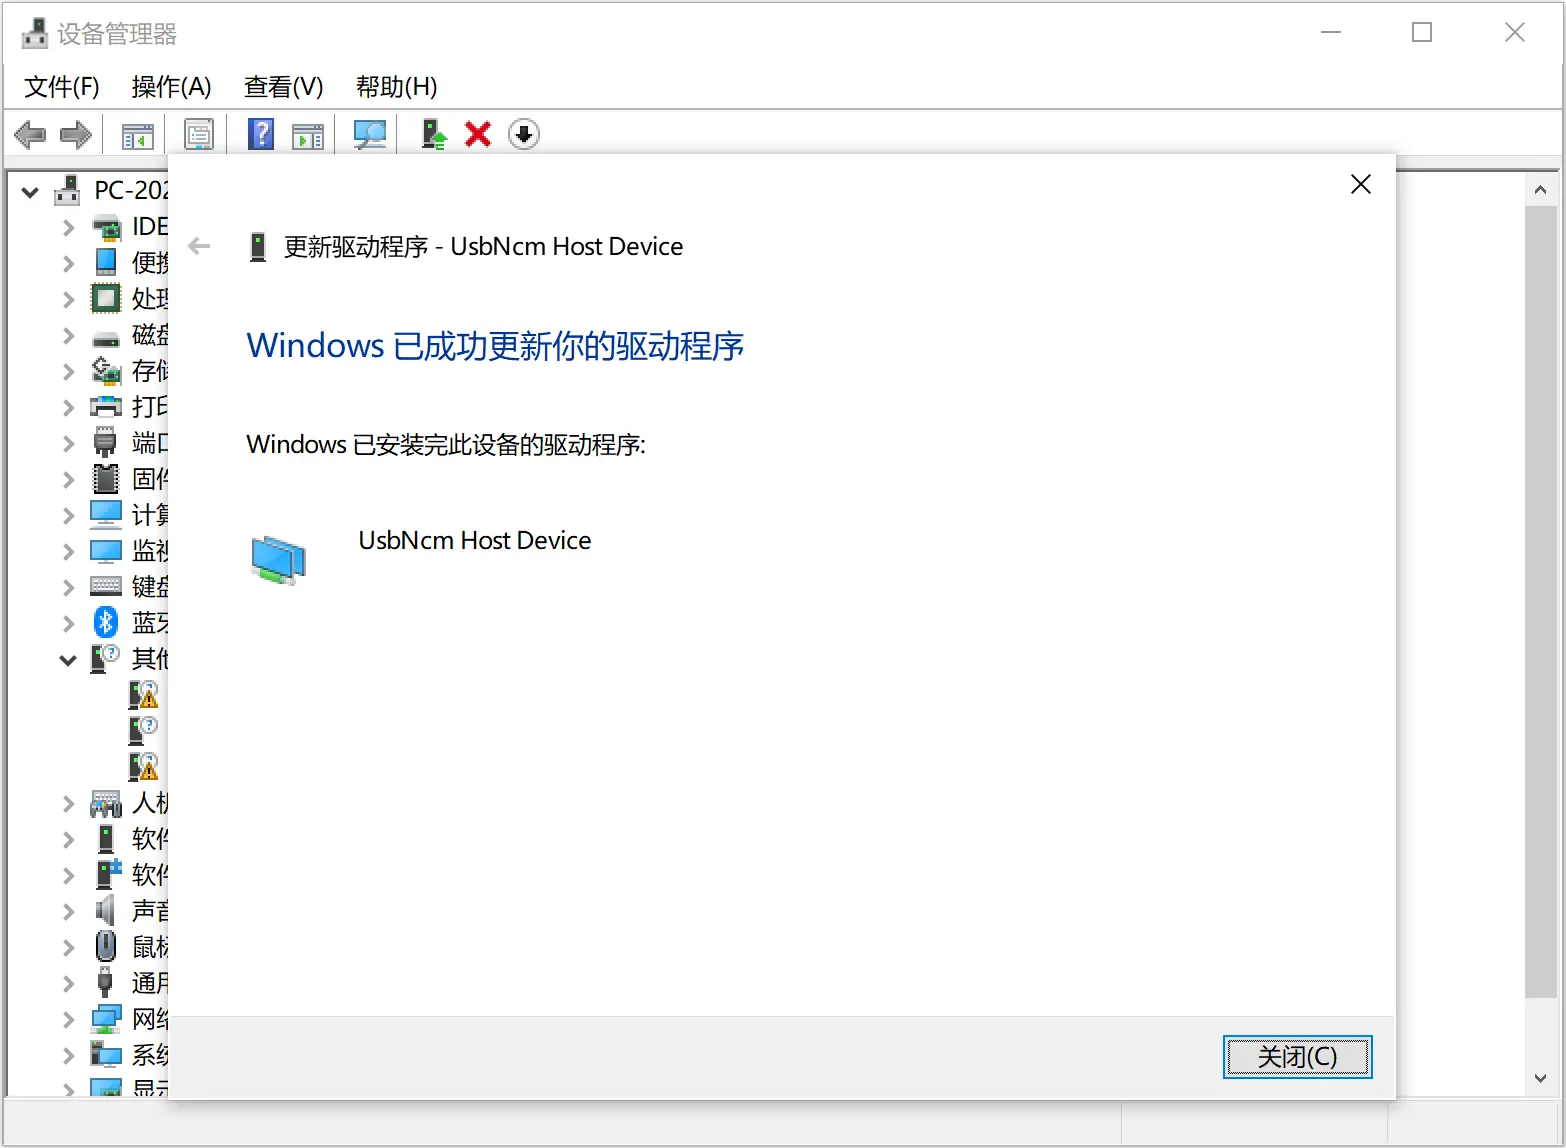 设备管理器
文件(F) 操作(A) 查看(V) 帮助(H)
PC-202
IDE
便携
处理
磁盘
存储
打印
端口
固件
计算
监视
键盘
蓝牙
其他
人机
软件
软件
声音
鼠标
通用
网络
系统
显示
更新驱动程序 - UsbNcm Host Device
Windows 已成功更新你的驱动程序
Windows 已安装完此设备的驱动程序:
UsbNcm Host Device
关闭(C)